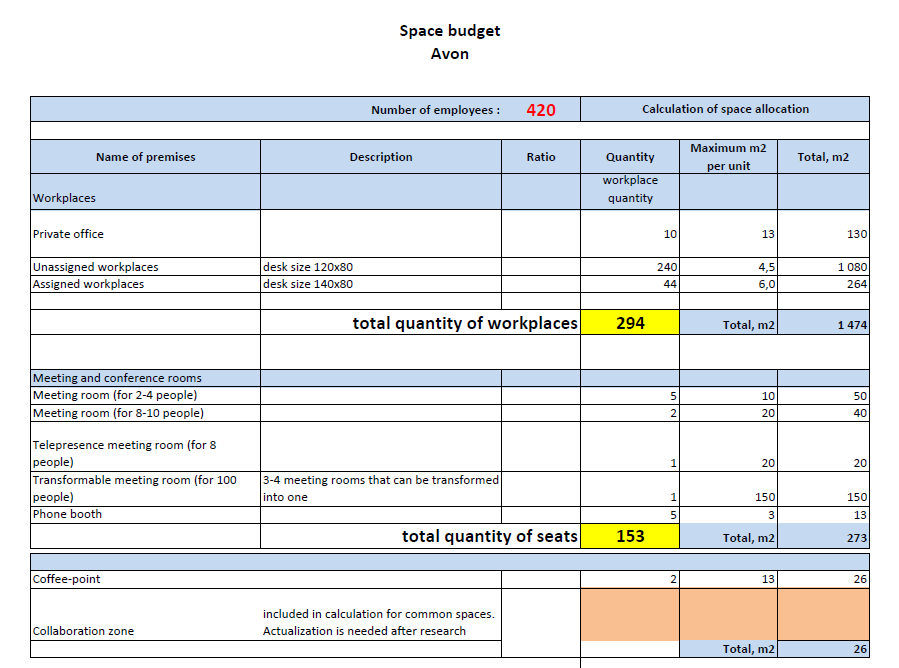 Space budget
Avon
Number of employees : 420 Calculation of space allocation
Name of premises Description Ratio Quantity Maximum m2 per unit Total, m2
Workplaces workplace quantity
Private office 10 13 130
Unassigned workplaces desk size 120x80 240 4,5 1 080
Assigned workplaces desk size 140x80 44 6,0 264
total quantity of workplaces 294 Total, m2 1 474
Meeting and conference rooms
Meeting room (for 2-4 people) 5 10 50
Meeting room (for 8-10 people) 2 20 40
Telepresence meeting room (for 8 people) 1 20 20
Transformable meeting room (for 100 people) 3-4 meeting rooms that can be transformed into one 1 150 150
Phone booth 5 3 13
total quantity of seats 153 Total, m2 273
Coffee-point 2 13 26
Collaboration zone included in calculation for common spaces. Actualization is needed after research
Total, m2 26